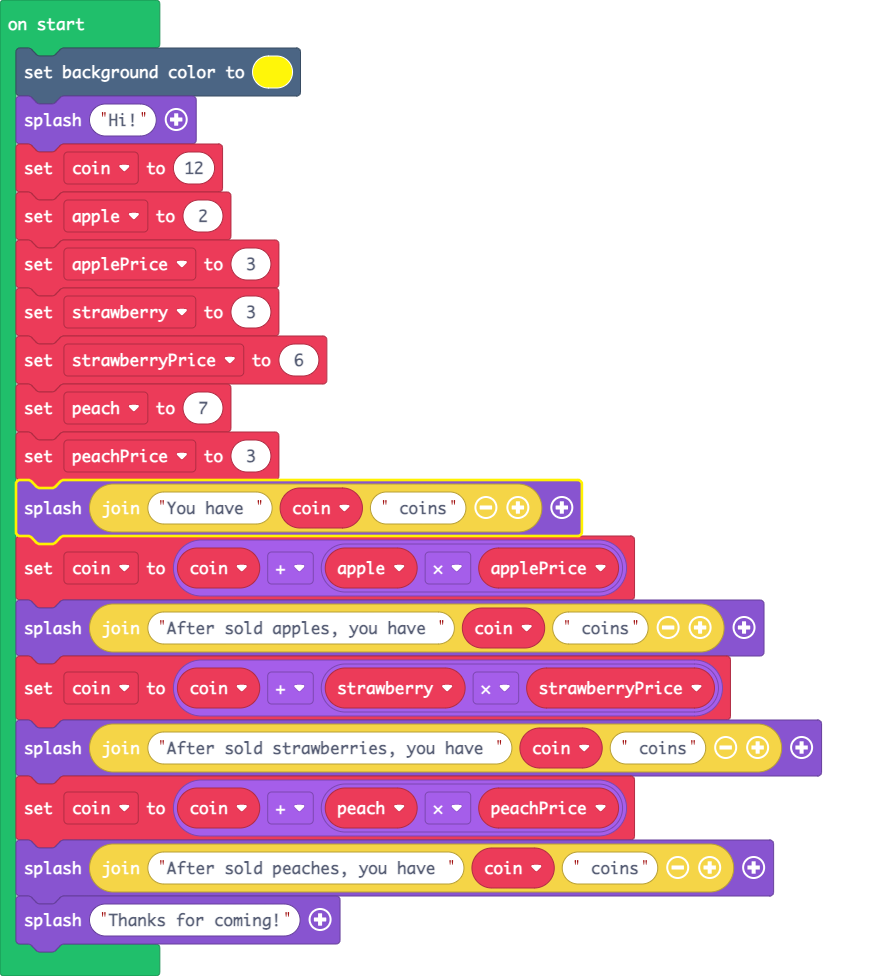 on start
set background color to
splash "Hi!"
set coin to 12
set apple to 2
set applePrice to 3
set strawberry to 3
set strawberryPrice to 6
set peach to 7
set peachPrice to 3
splash join "You have " coin " coins"
set coin to coin + apple × applePrice
splash join "After sold apples, you have " coin " coins"
set coin to coin + strawberry × strawberryPrice
splash join "After sold strawberries, you have " coin " coins"
set coin to coin + peach × peachPrice
splash join "After sold peaches, you have " coin " coins"
splash "Thanks for coming!"